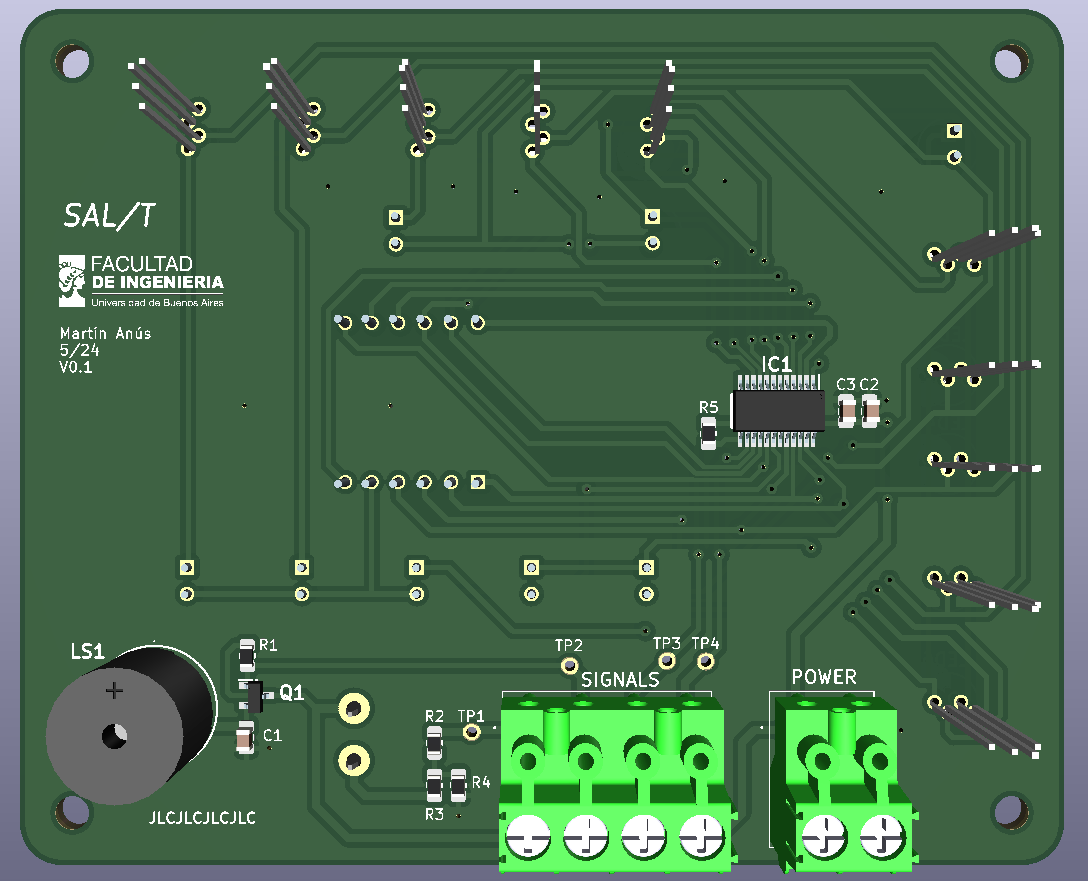 SAL/T
FACULTAD
DE INGENIERIA
Universidad de Buenos Aires
Martín Anús
5/24
V0.1
IC1
C3 C2
R5
LS1
R1
TP2
TP3 TP4
SIGNALS
POWER
Q1
R2
TP1
C1
R4
R3
JLCJLCJLCJLC
+